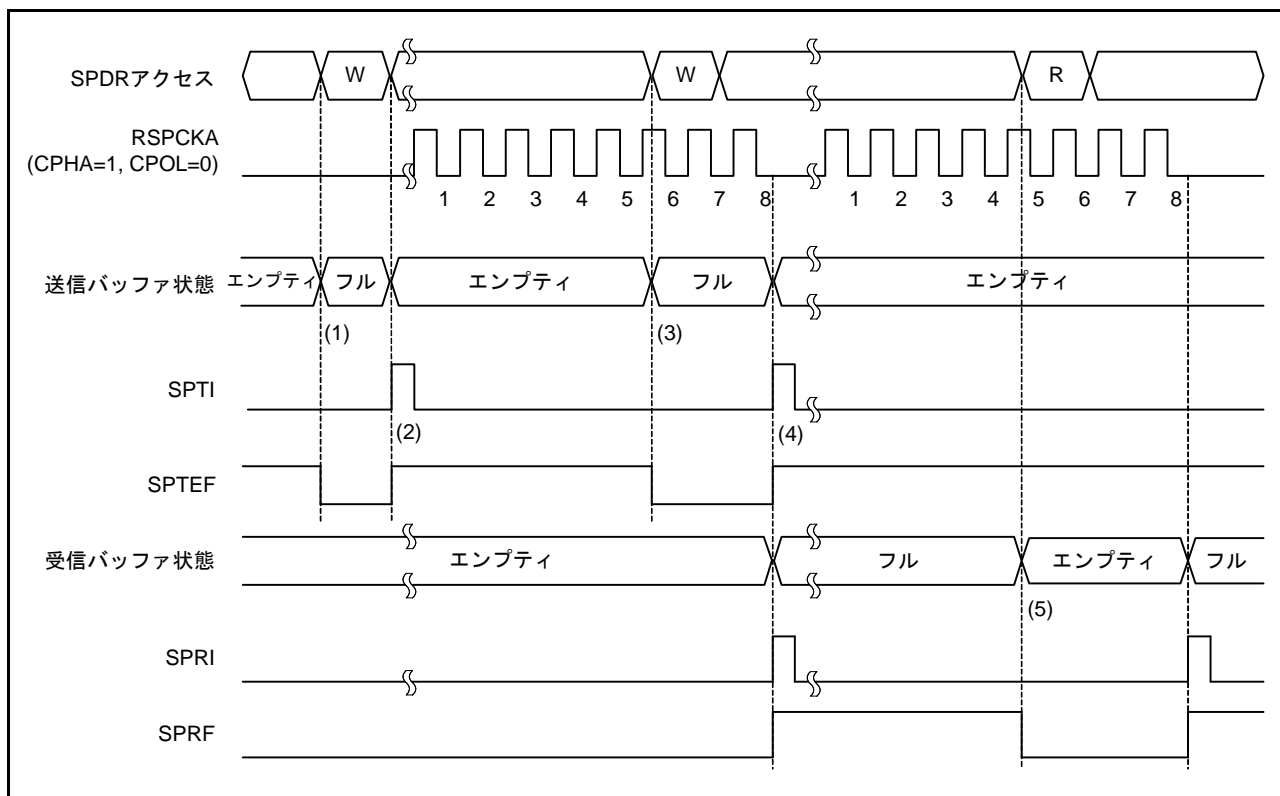 SPDRアクセス
W
W
R
RSPCKA
(CPHA=1, CPOL=0)
1 2 3 4 5 6 7 8 1 2 3 4 5 6 7 8
送信バッファ状態
エンプティ フル エンプティ フル エンプティ
(1) (3)
SPTI
(2) (4)
SPTEF
受信バッファ状態
エンプティ フル エンプティ フル
(5)
SPRI
SPRF